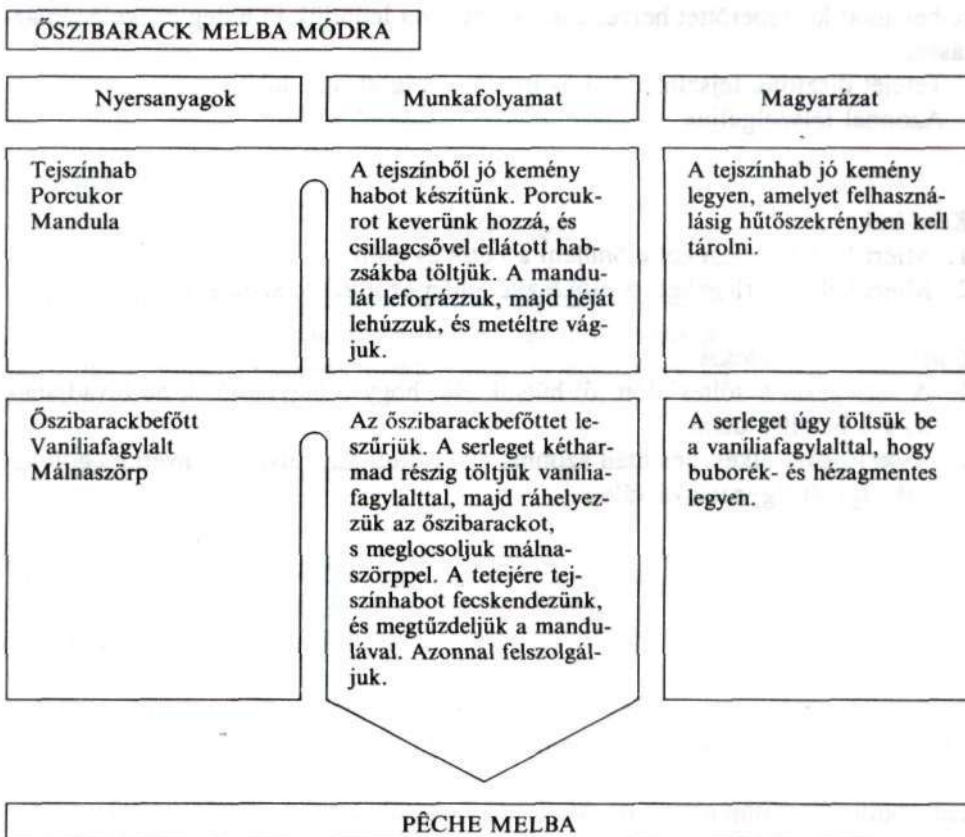 ŐSZIBARACK MELBA MÓDRA
Nyersanyagok
Munkafolyamat
Magyarázat
Tejszínhab
Porcukor
Mandula
A tejszínből jó kemény
habot készítünk. Porcuk-
rot keverünk hozzá, és
csillagcsővel ellátott hab-
zsákba töltjük. A mandu-
lát leforrázzuk, majd héját
lehúzzuk, és metéltre vág-
juk.
A tejszínhab jó kemény
legyen, amelyet felhaszná-
lásig hűtőszekrényben kell
tárolni.
Őszibarackbefőtt
Vaníliafagylalt
Málnaszörp
Az őszibarackbefőttet le-
szűrjük. A serleget kéthar-
mad részig töltjük vanília-
fagylalttal, majd ráhelyez-
zük az őszibarackot,
s meglocsoljuk málna-
szörppel. A tetejére tej-
színhabot fecskendezünk,
és megtűzdeljük a mandu-
lával. Azonnal felszolgál-
juk.
A serleget úgy töltsük be
a vaníliafagylalttal, hogy
buborék- és hézagmentes
legyen.
PÊCHE MELBA